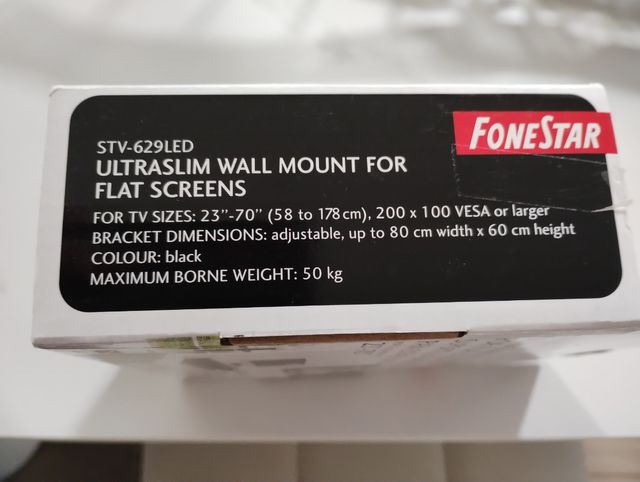 FONESTAR
STV-629LED
ULTRASLIM WALL MOUNT FOR
FLAT SCREENS
FOR TV SIZES: 23”-70” (58 to 178 cm), 200 x 100 VESA or larger
BRACKET DIMENSIONS: adjustable, up to 80 cm width x 60 cm height
COLOUR: black
MAXIMUM BORNE WEIGHT: 50 kg